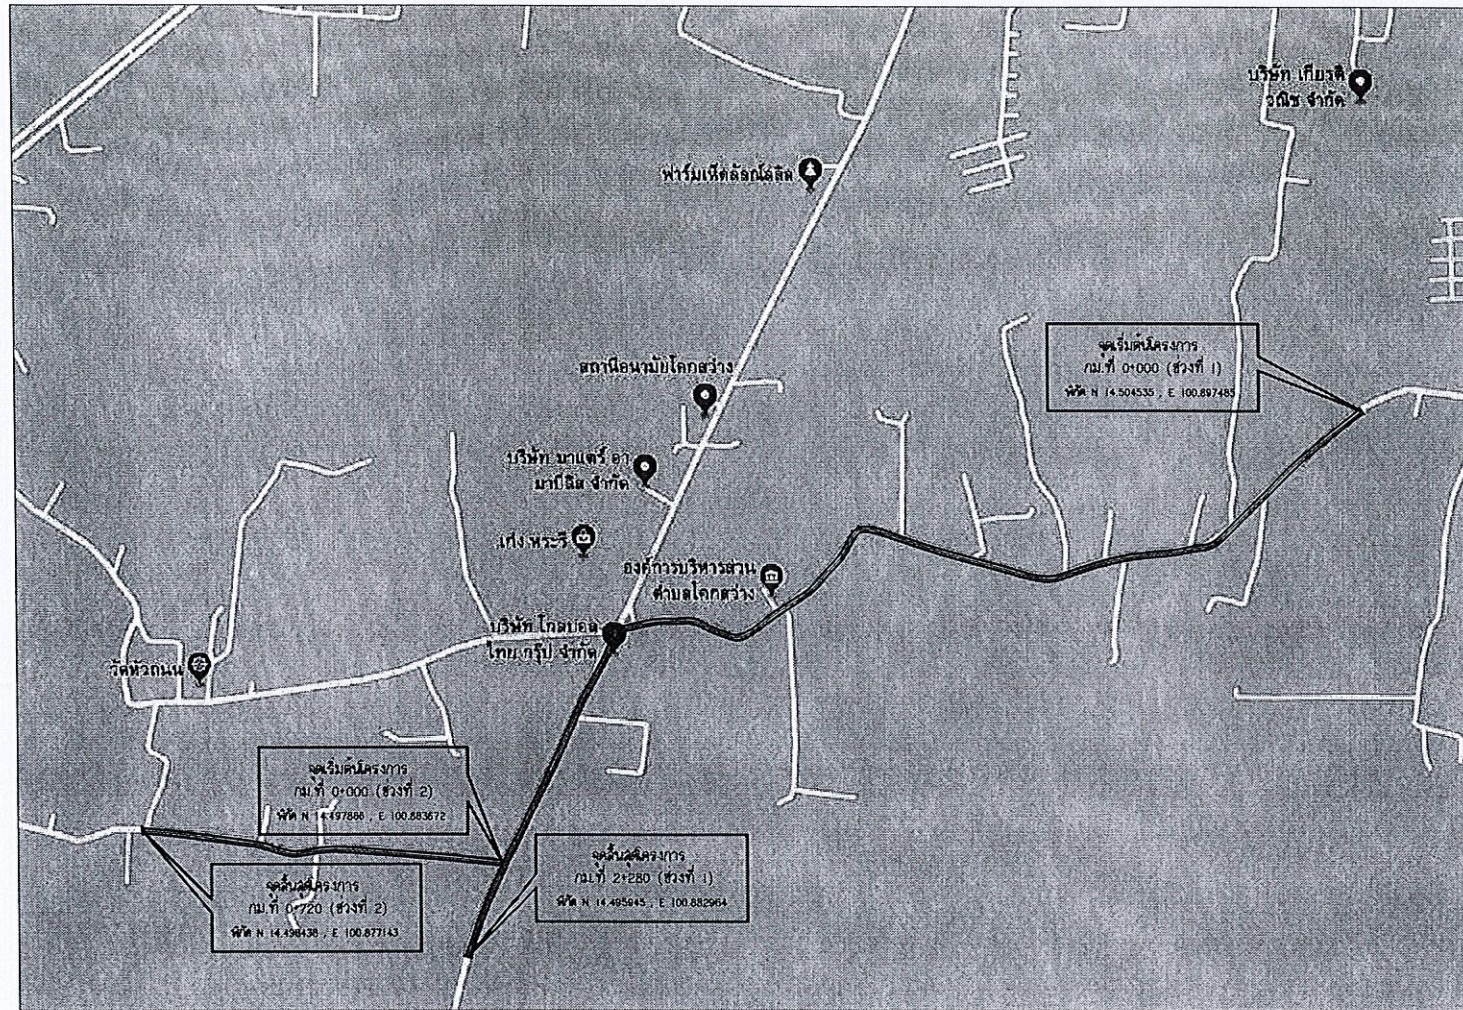 บริษัท เกียรติ
วณิช จำกัด
ฟาร์มเห็ดลัลณ์ลลิล
จุดเริ่มต้นโครงการ
กม.ที่ 0+000 (ช่วงที่ 1)
พิกัด N 14.504535 , E 100.897485
สถานีอนามัยโคกสว่าง
บริษัท มาแตร์ อา
มาบีลิส จำกัด
เก่ง พระรี
องค์การบริหารส่วน
ตำบลโคกสว่าง
บริษัท โกลบอล
ไทย กรุ๊ป จำกัด
วัดหัวถนน
จุดเริ่มต้นโครงการ
กม.ที่ 0+000 (ช่วงที่ 2)
พิกัด N 14.497886 , E 100.883672
จุดสิ้นสุดโครงการ
กม.ที่ 2+280 (ช่วงที่ 1)
พิกัด N 14.495945 , E 100.882964
จุดสิ้นสุดโครงการ
กม.ที่ 0+720 (ช่วงที่ 2)
พิกัด N 14.498438 , E 100.877143